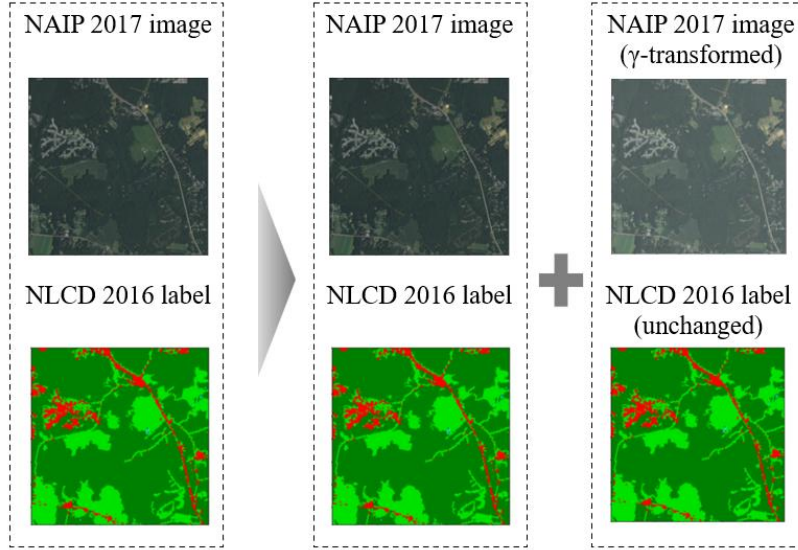 NAIP 2017 image
NLCD 2016 label
NAIP 2017 image
NLCD 2016 label
NAIP 2017 image
(γ-transformed)
NLCD 2016 label
(unchanged)